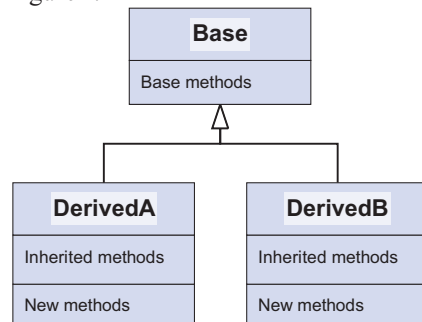 Base
Base methods
DerivedA
DerivedB
Inherited methods
Inherited methods
New methods
New methods